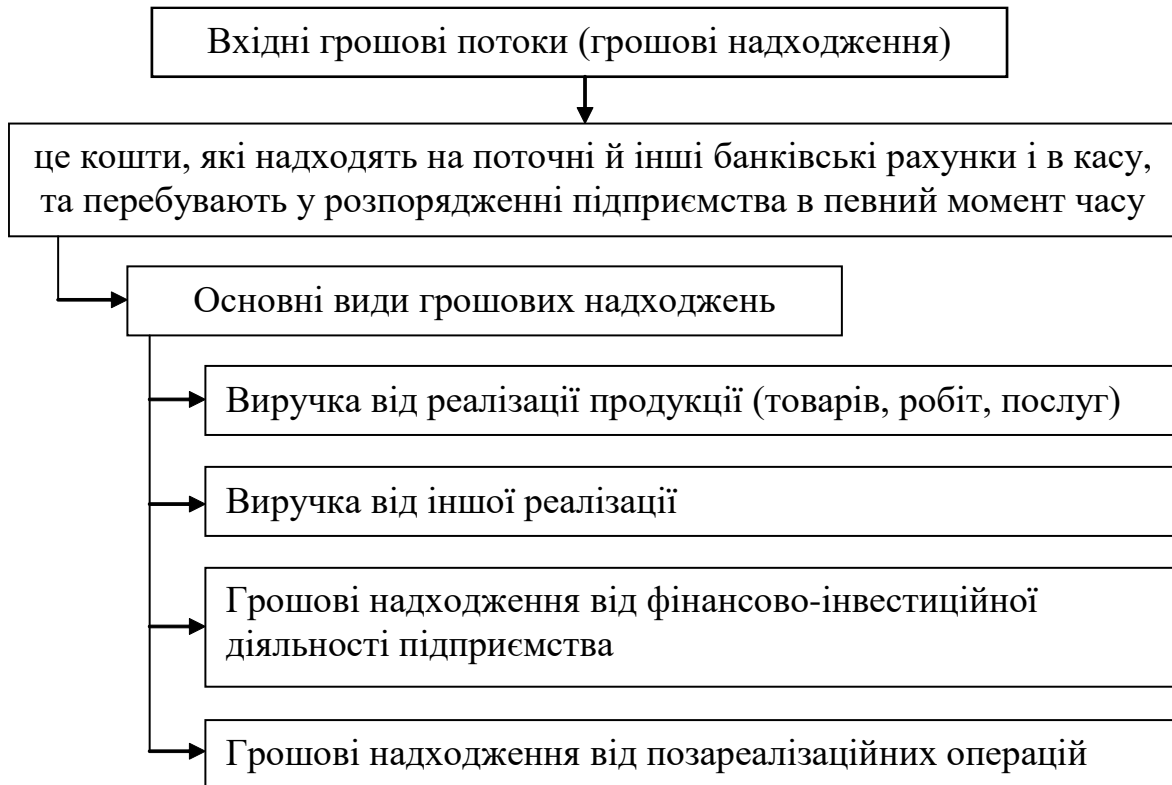 Вхідні грошові потоки (грошові надходження)
це кошти, які надходять на поточні й інші банківські рахунки і в касу,
та перебувають у розпорядженні підприємства в певний момент часу
Основні види грошових надходжень
Виручка від реалізації продукції (товарів, робіт, послуг)
Виручка від іншої реалізації
Грошові надходження від фінансово-інвестиційної
діяльності підприємства
Грошові надходження від позареалізаційних операцій